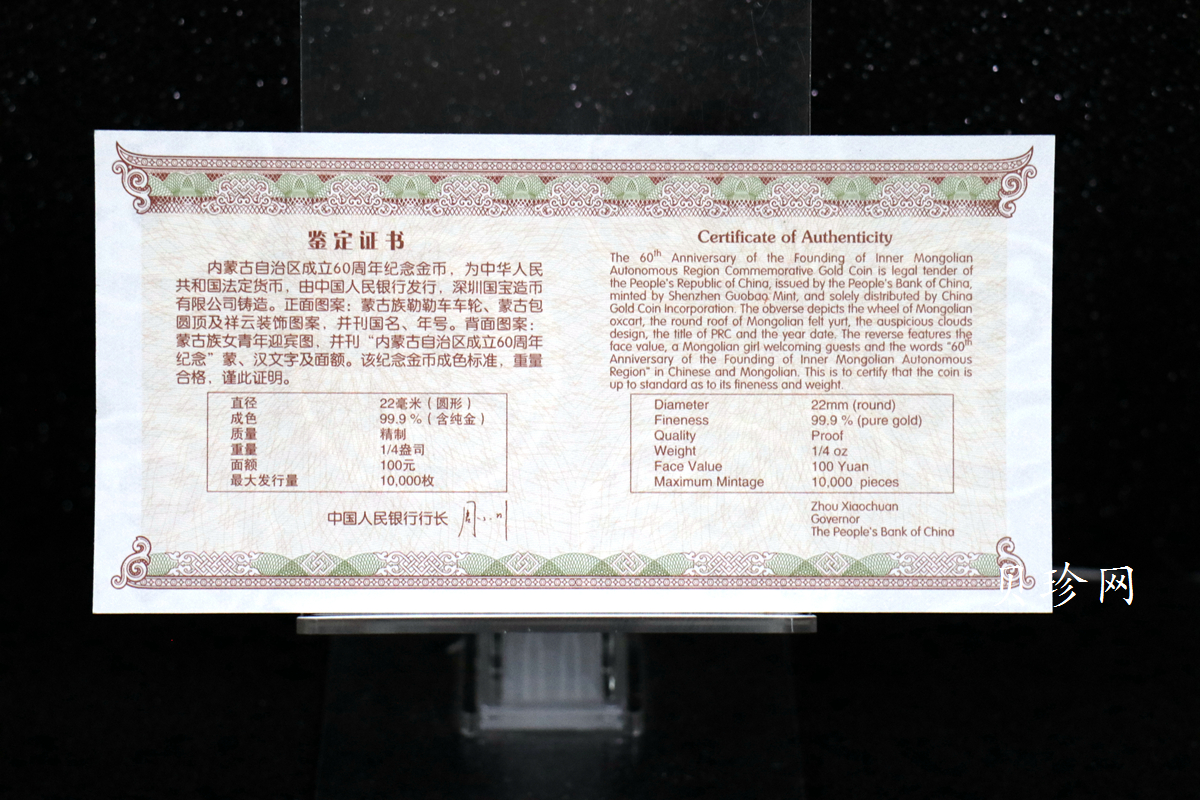 鉴定证书
内蒙古自治区成立60周年纪念金币，为中华人民
共和国法定货币，由中国人民银行发行，深圳国宝造币
有限公司铸造。正面图案：蒙古族勒勒车车轮、蒙古包
圆顶及祥云装饰图案，并刊国名、年号。背面图案：
蒙古族女青年迎宾图，并刊“内蒙古自治区成立60周年
纪念”蒙、汉文字及面额。该纪念金币成色标准，重量
合格，谨此证明。
直径 22毫米（圆形）
成色 99.9％（含纯金）
质量 精制
重量 1/4盎司
面额 100元
最大发行量 10,000枚
中国人民银行行长
Certificate of Authenticity
The 60th Anniversary of the Founding of Inner Mongolian
Autonomous Region Commemorative Gold Coin is legal tender of
the People's Republic of China, issued by the People's Bank of China,
minted by Shenzhen Guobao Mint, and solely distributed by China
Gold Coin Incorporation. The obverse depicts the wheel of Mongolian
oxcart, the round roof of Mongolian felt yurt, the auspicious clouds
design, the title of PRC and the year date. The reverse features the
face value, a Mongolian girl welcoming guests and the words "60th
Anniversary of the Founding of Inner Mongolian Autonomous
Region" in Chinese and Mongolian. This is to certify that the coin is
up to standard as to its fineness and weight.
Diameter 22mm (round)
Fineness 99.9 % (pure gold)
Quality Proof
Weight 1/4 oz
Face Value 100 Yuan
Maximum Mintage 10,000 pieces
Zhou Xiaochuan
Governor
The People's Bank of China
珍网